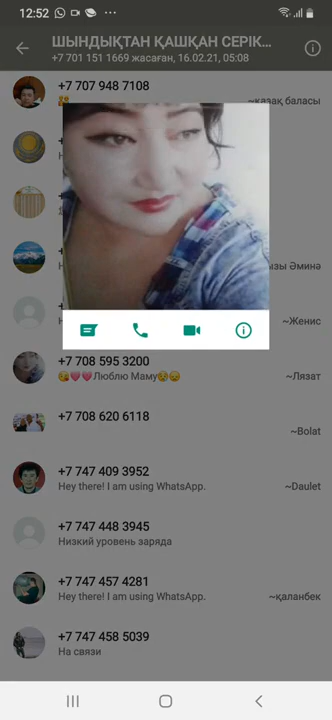 12:52
ШЫНДЫҚТАН ҚАШҚАН СЕРІК...
+7 701 151 1669 жасаған, 16.02.21, 05:08
+7 707 948 7108
~қазақ баласы
ызы Әминә
~Женис
+7 708 595 3200
😘💗💗Люблю Маму😢😔
~Лязат
+7 708 620 6118
~Bolat
+7 747 409 3952
Hey there! I am using WhatsApp.
~Daulet
+7 747 448 3945
Низкий уровень заряда
+7 747 457 4281
Hey there! I am using WhatsApp.
~қаланбек
+7 747 458 5039
На связи